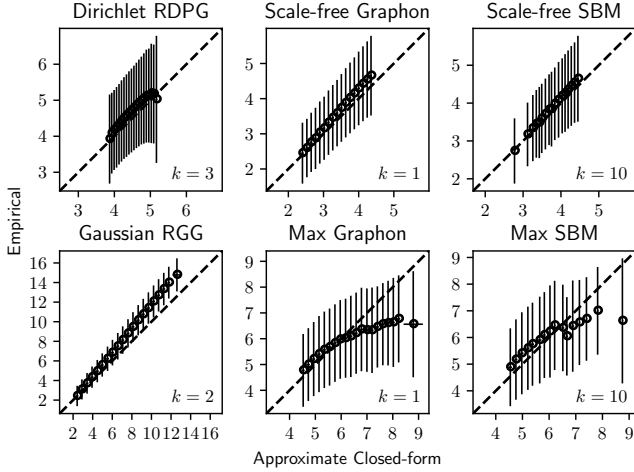 Dirichlet RDPG Scale-free Graphon Scale-free SBM
6
5
4
3
k = 3
3 4 5 6
5
4
3
2
k = 1
2 3 4 5
5
4
3
2
k = 10
2 3 4 5
Empirical
Gaussian RGG Max Graphon Max SBM
16
14
12
10
8
6
4
2
k = 2
2 4 6 8 10 12 14 16
9
8
7
6
5
4
k = 1
4 5 6 7 8 9
9
8
7
6
5
4
k = 10
4 5 6 7 8 9
Approximate Closed-form